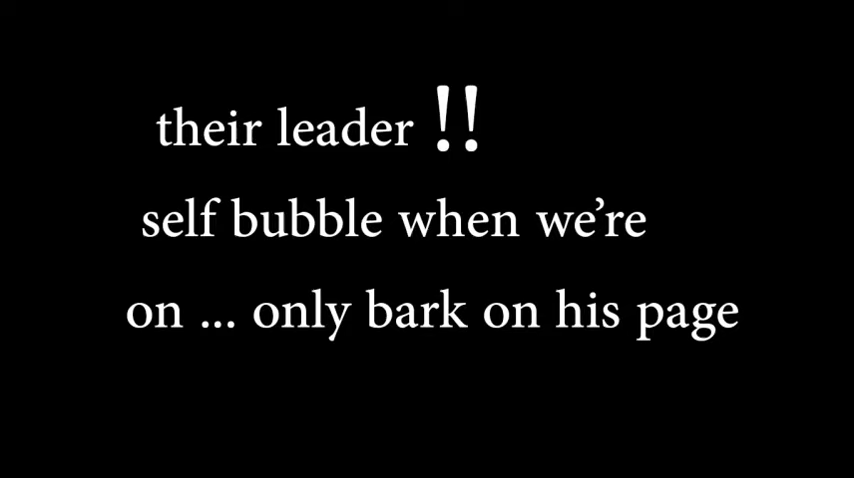 their leader !!
self bubble when we’re
on ... only bark on his page